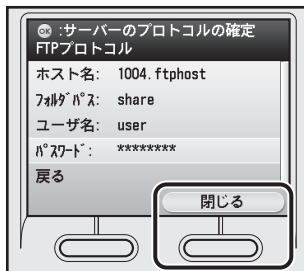 OK :サーバーのプロトコルの確定
FTPプロトコル
ホスト名: 1004.ftphost
ﾌｫﾙﾀﾞﾊﾟｽ: share
ユーザ名: user
ﾊﾟｽﾜｰﾄﾞ: ********
戻る
閉じる